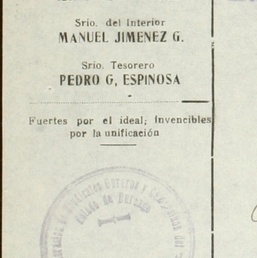 Srio. del Interior
MANUEL JIMENEZ G.
Srio. Tesorero
PEDRO G, ESPINOSA
Fuertes por el ideal; Invencibles
por la unificación